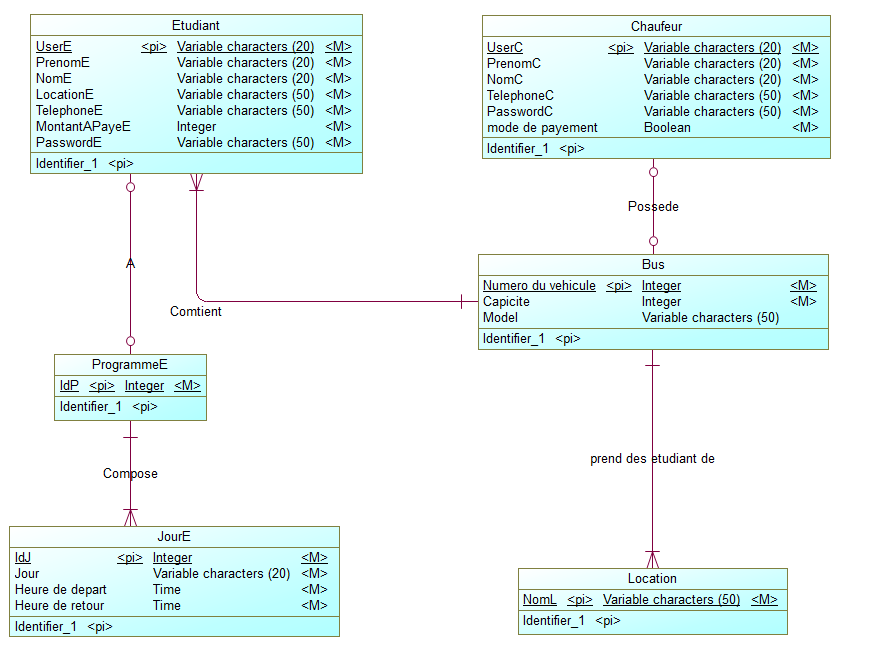 Etudiant
UserE <pi> Variable characters (20) <M>
PrenomE Variable characters (20) <M>
NomE Variable characters (20) <M>
LocationE Variable characters (50) <M>
TelephoneE Variable characters (50) <M>
MontantAPayeE Integer <M>
PasswordE Variable characters (50) <M>
Identifier_1 <pi>
Chaufeur
UserC <pi> Variable characters (20) <M>
PrenomC Variable characters (20) <M>
NomC Variable characters (20) <M>
TelephoneC Variable characters (50) <M>
PasswordC Variable characters (50) <M>
mode de payement Boolean <M>
Identifier_1 <pi>
Possede
A
Comtient
Bus
Numero du vehicule <pi> Integer <M>
Capicite Integer <M>
Model Variable characters (50)
Identifier_1 <pi>
ProgrammeE
IdP <pi> Integer <M>
Identifier_1 <pi>
Compose
prend des etudiant de
JourE
IdJ <pi> Integer <M>
Jour Variable characters (20) <M>
Heure de depart Time <M>
Heure de retour Time <M>
Identifier_1 <pi>
Location
NomL <pi> Variable characters (50) <M>
Identifier_1 <pi>